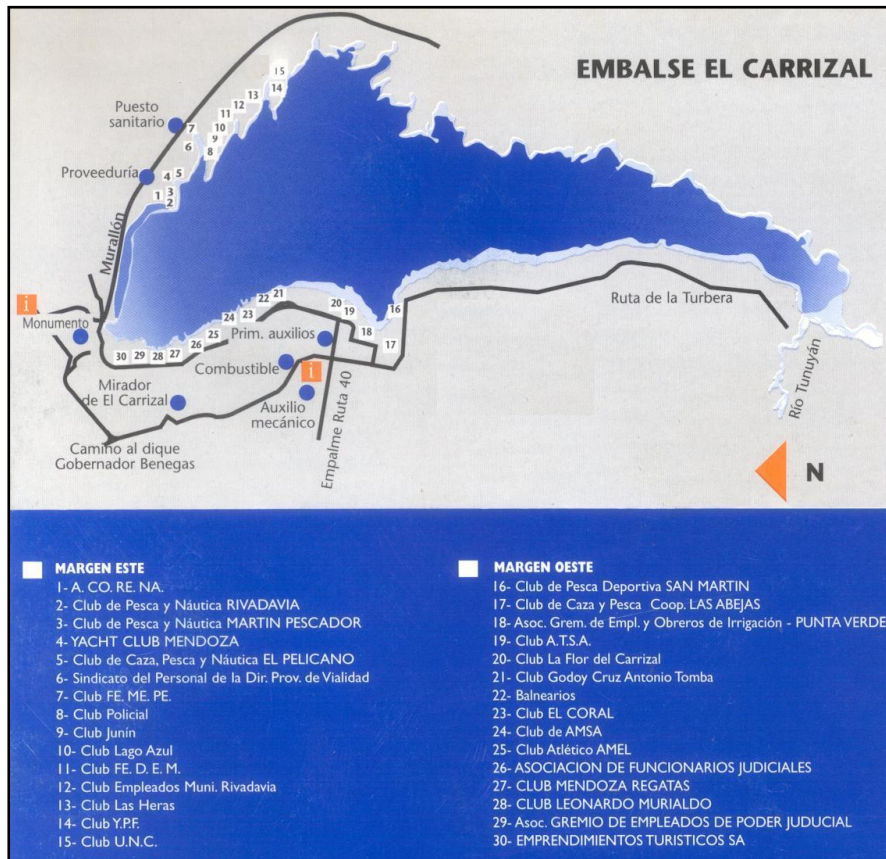 EMBALSE EL CARRIZAL
15
14
13
12
11
10
9
8
7
6
5
4
3
2
1
Puesto
sanitario
Proveeduría
Murallón
i
Monumento
30 29 28 27 26 25 24 23 22 21
20 19 18 17 16
Prim. auxilios
Combustible
i
Auxilio
mecánico
Mirador
de El Carrizal
Camino al dique
Gobernador Benegas
Empalme Ruta 40
Ruta de la Turbera
Río Tunuyán
N
MARGEN ESTE
1- A. CO. RE. NA.
2- Club de Pesca y Náutica RIVADAVIA
3- Club de Pesca y Náutica MARTIN PESCADOR
4- YACHT CLUB MENDOZA
5- Club de Caza, Pesca y Náutica EL PELICANO
6- Sindicato del Personal de la Dir. Prov. de Vialidad
7- Club FE. ME. PE.
8- Club Policial
9- Club Junín
10- Club Lago Azul
11- Club FE. D. E. M.
12- Club Empleados Muni. Rivadavia
13- Club Las Heras
14- Club Y.P.F.
15- Club U.N.C.
MARGEN OESTE
16- Club de Pesca Deportiva SAN MARTIN
17- Club de Caza y Pesca Coop. LAS ABEJAS
18- Asoc. Grem. de Empl. y Obreros de Irrigación - PUNTA VERDE
19- Club A.T.S.A.
20- Club La Flor del Carrizal
21- Club Godoy Cruz Antonio Tomba
22- Balnearios
23- Club EL CORAL
24- Club de AMSA
25- Club Atlético AMEL
26- ASOCIACION DE FUNCIONARIOS JUDICIALES
27- CLUB MENDOZA REGATAS
28- CLUB LEONARDO MURIALDO
29- Asoc. GREMIO DE EMPLEADOS DE PODER JUDUCIAL
30- EMPRENDIMIENTOS TURISTICOS SA